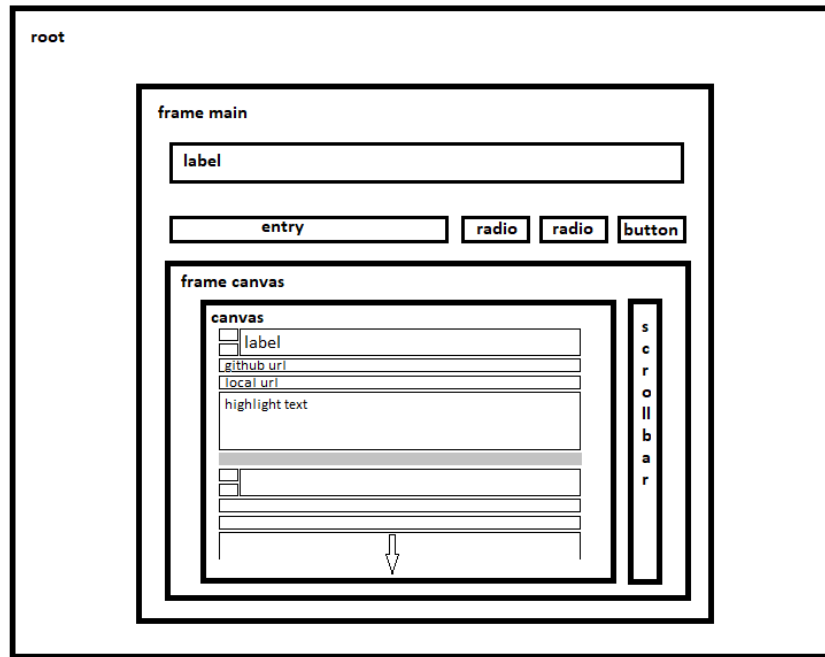 root
frame main
label
entry
radio
radio
button
frame canvas
canvas
label
github url
local url
highlight text
s
c
r
o
ll
b
a
r